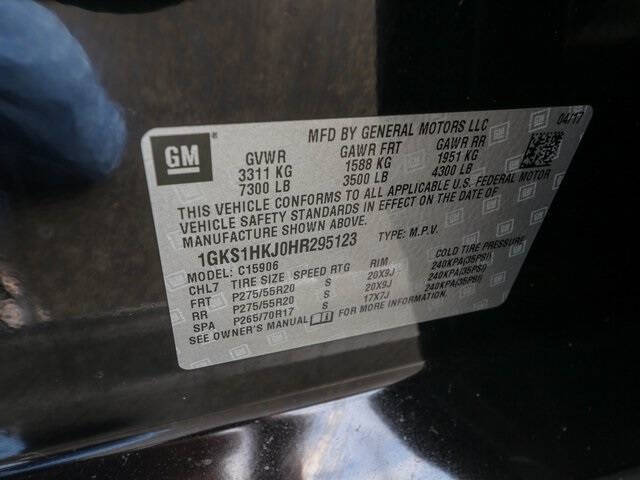 GM
MFD BY GENERAL MOTORS LLC
04/17
GVWR GAWR FRT GAWR RR
3311 KG 1588 KG 1951 KG
7300 LB 3500 LB 4300 LB
THIS VEHICLE CONFORMS TO ALL APPLICABLE U.S. FEDERAL MOTOR
VEHICLE SAFETY STANDARDS IN EFFECT ON THE DATE OF
MANUFACTURE SHOWN ABOVE.
1GKS1HKJ0HR295123 TYPE: M.P.V.
MODEL: C15906
CHL7 TIRE SIZE SPEED RTG RIM COLD TIRE PRESSURE
FRT P275/55R20 S 20X9J 240KPA(35PSI)
RR P275/55R20 S 20X9J 240KPA(35PSI)
SPA P265/70R17 S 17X7J 240KPA(35PSI)
SEE OWNER'S MANUAL FOR MORE INFORMATION.